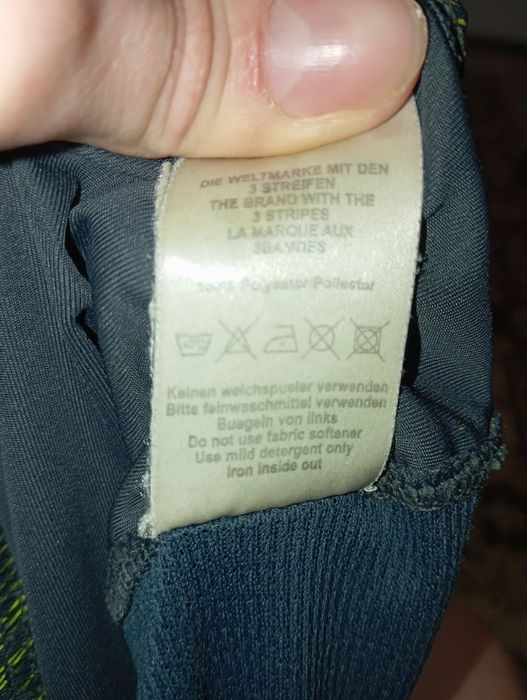 DIE WELTMARKE MIT DEN
3 STREIFEN
THE BRAND WITH THE
3 STRIPES
LA MARQUE AUX
3BANDES
Polyester Poliestar
Keinen weichspueler verwenden
Bitte feinwaschmittel verwenden
Buegeln von links
Do not use fabric softener
Use mild detergent only
Iron inside out